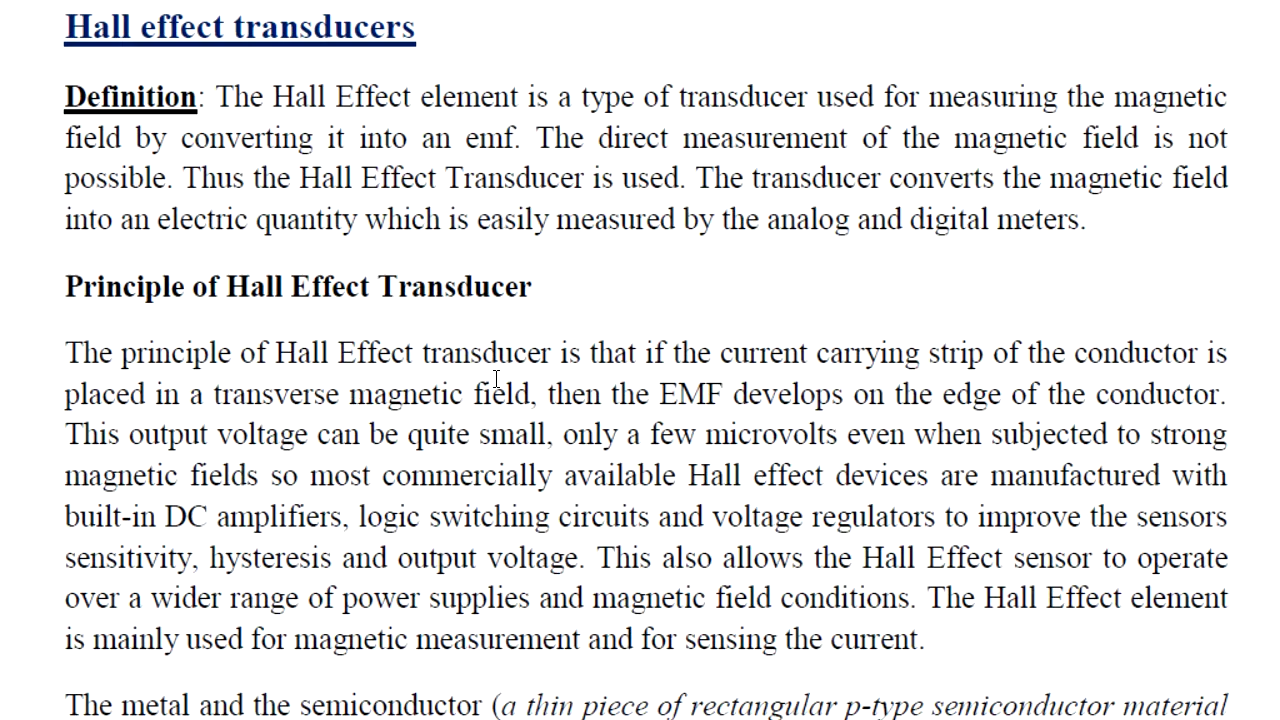 Hall effect transducers
Definition: The Hall Effect element is a type of transducer used for measuring the magnetic
field by converting it into an emf. The direct measurement of the magnetic field is not
possible. Thus the Hall Effect Transducer is used. The transducer converts the magnetic field
into an electric quantity which is easily measured by the analog and digital meters.
Principle of Hall Effect Transducer
The principle of Hall Effect transducer is that if the current carrying strip of the conductor is
placed in a transverse magnetic field, then the EMF develops on the edge of the conductor.
This output voltage can be quite small, only a few microvolts even when subjected to strong
magnetic fields so most commercially available Hall effect devices are manufactured with
built-in DC amplifiers, logic switching circuits and voltage regulators to improve the sensors
sensitivity, hysteresis and output voltage. This also allows the Hall Effect sensor to operate
over a wider range of power supplies and magnetic field conditions. The Hall Effect element
is mainly used for magnetic measurement and for sensing the current.
The metal and the semiconductor (a thin piece of rectangular p-type semiconductor material